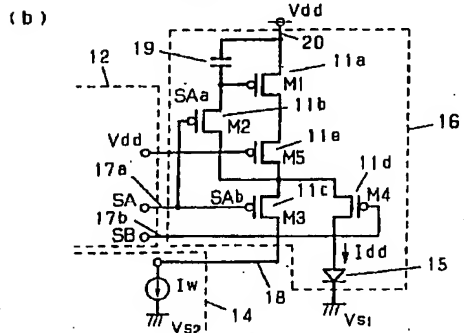 (b)
Vdd
20
19
11a
12
M1
SAa
11b
M2
11e
16
Vdd
M5
17a
11d
SA
SAb
11c
M4
17b
M3
SB
Idd
15
Iw
18
14
VS1
VS2